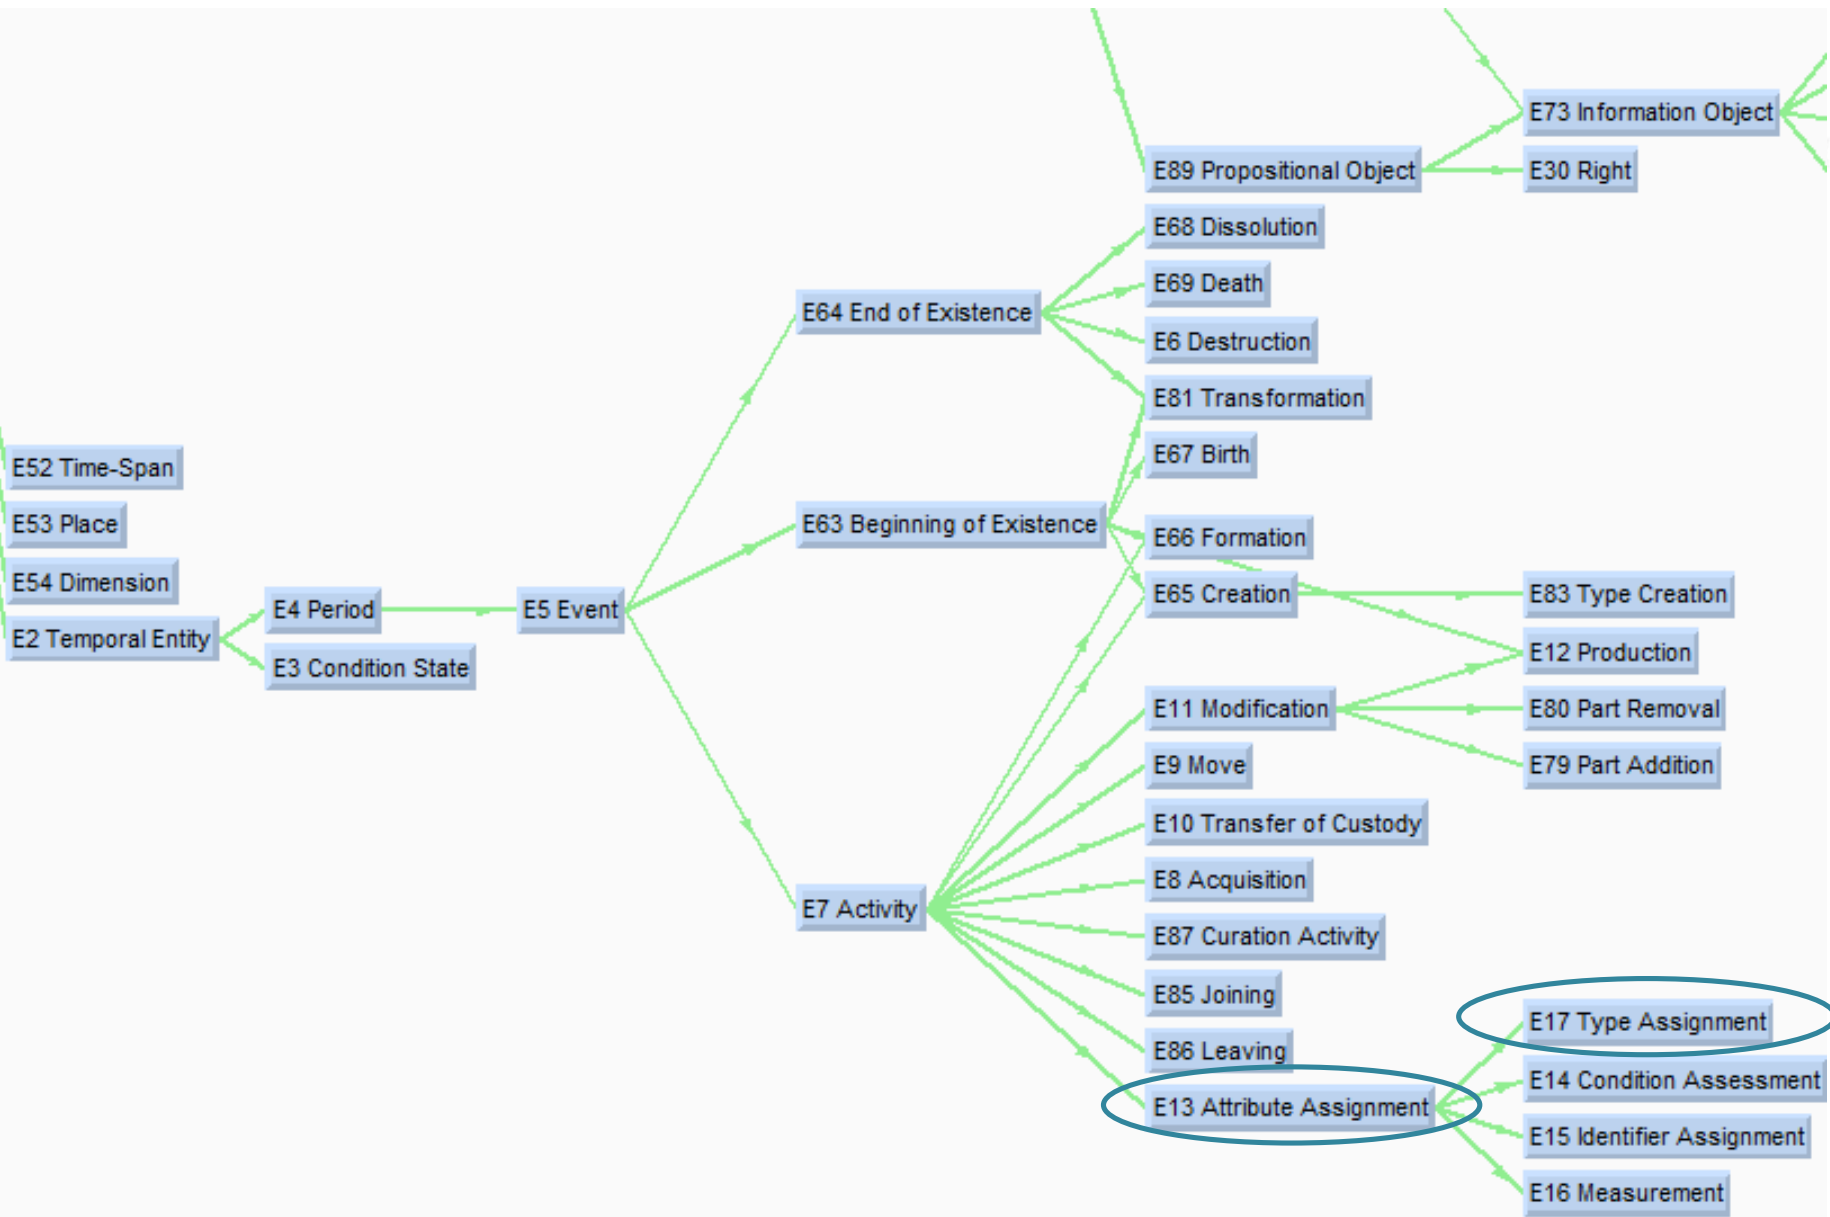 E73 Information Object
E89 Propositional Object
E30 Right
E68 Dissolution
E69 Death
E64 End of Existence
E6 Destruction
E81 Transformation
E67 Birth
E52 Time-Span
E53 Place
E63 Beginning of Existence
E66 Formation
E54 Dimension
E65 Creation
E83 Type Creation
E4 Period
E5 Event
E2 Temporal Entity
E12 Production
E3 Condition State
E11 Modification
E80 Part Removal
E9 Move
E79 Part Addition
E10 Transfer of Custody
E8 Acquisition
E7 Activity
E87 Curation Activity
E85 Joining
E17 Type Assignment
E86 Leaving
E14 Condition Assessment
E13 Attribute Assignment
E15 Identifier Assignment
E16 Measurement